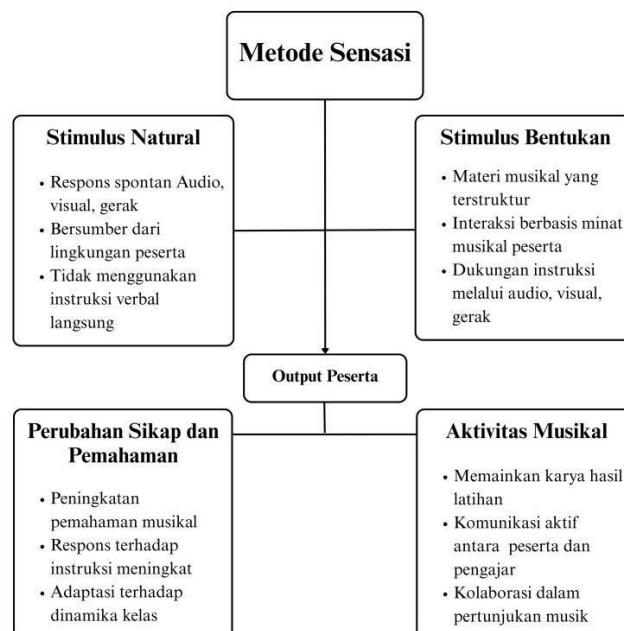 Metode Sensasi
Stimulus Natural
• Respons spontan Audio,
visual, gerak
• Bersumber dari
lingkungan peserta
• Tidak menggunakan
instruksi verbal
langsung
Stimulus Bentukan
• Materi musikal yang
terstruktur
• Interaksi berbasis minat
musikal peserta
• Dukungan instruksi
melalui audio, visual,
gerak
Output Peserta
Perubahan Sikap dan
Pemahaman
• Peningkatan
pemahaman musikal
• Respons terhadap
instruksi meningkat
• Adaptasi terhadap
dinamika kelas
Aktivitas Musikal
• Memainkan karya hasil
latihan
• Komunikasi aktif
antara peserta dan
pengajar
• Kolaborasi dalam
pertunjukan musik